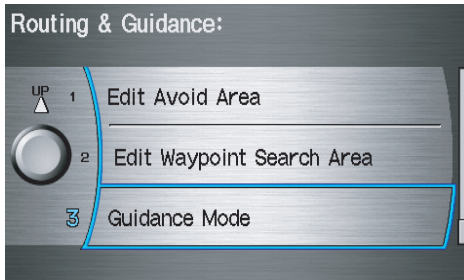 Routing & Guidance:
UP
1 Edit Avoid Area
2 Edit Waypoint Search Area
3 Guidance Mode